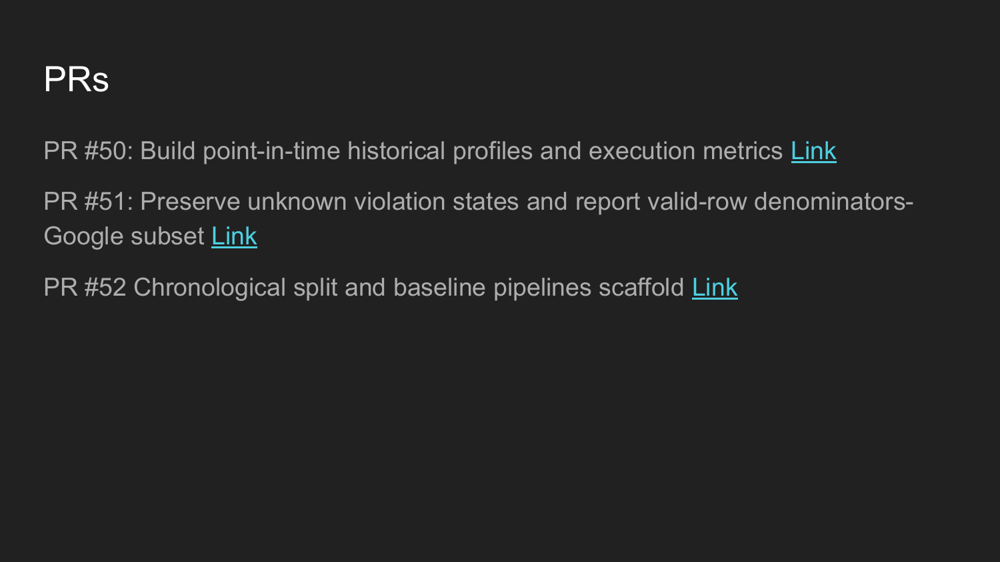 PRs
PR #50: Build point-in-time historical profiles and execution metrics Link
PR #51: Preserve unknown violation states and report valid-row denominators-
Google subset Link
PR #52 Chronological split and baseline pipelines scaffold Link